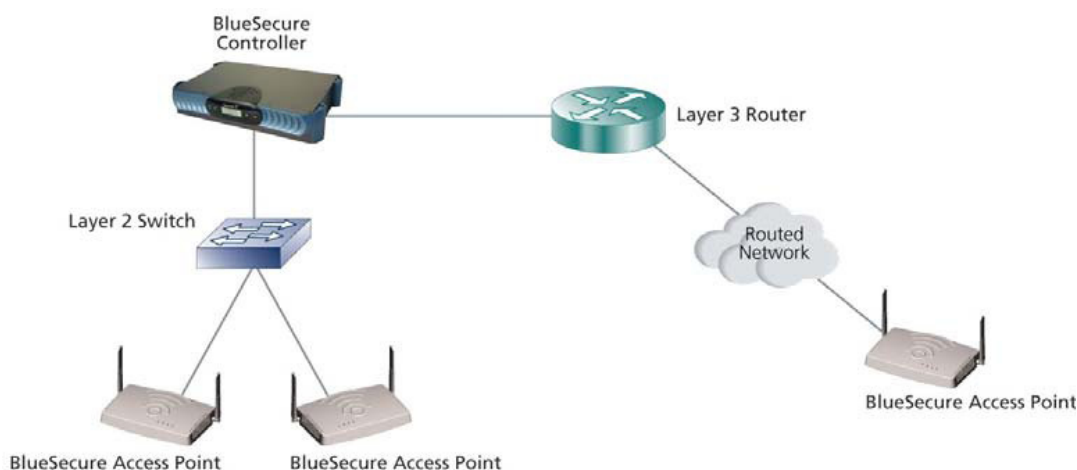 BlueSecure
Controller
Layer 3 Router
Layer 2 Switch
Routed
Network
BlueSecure Access Point
BlueSecure Access Point
BlueSecure Access Point